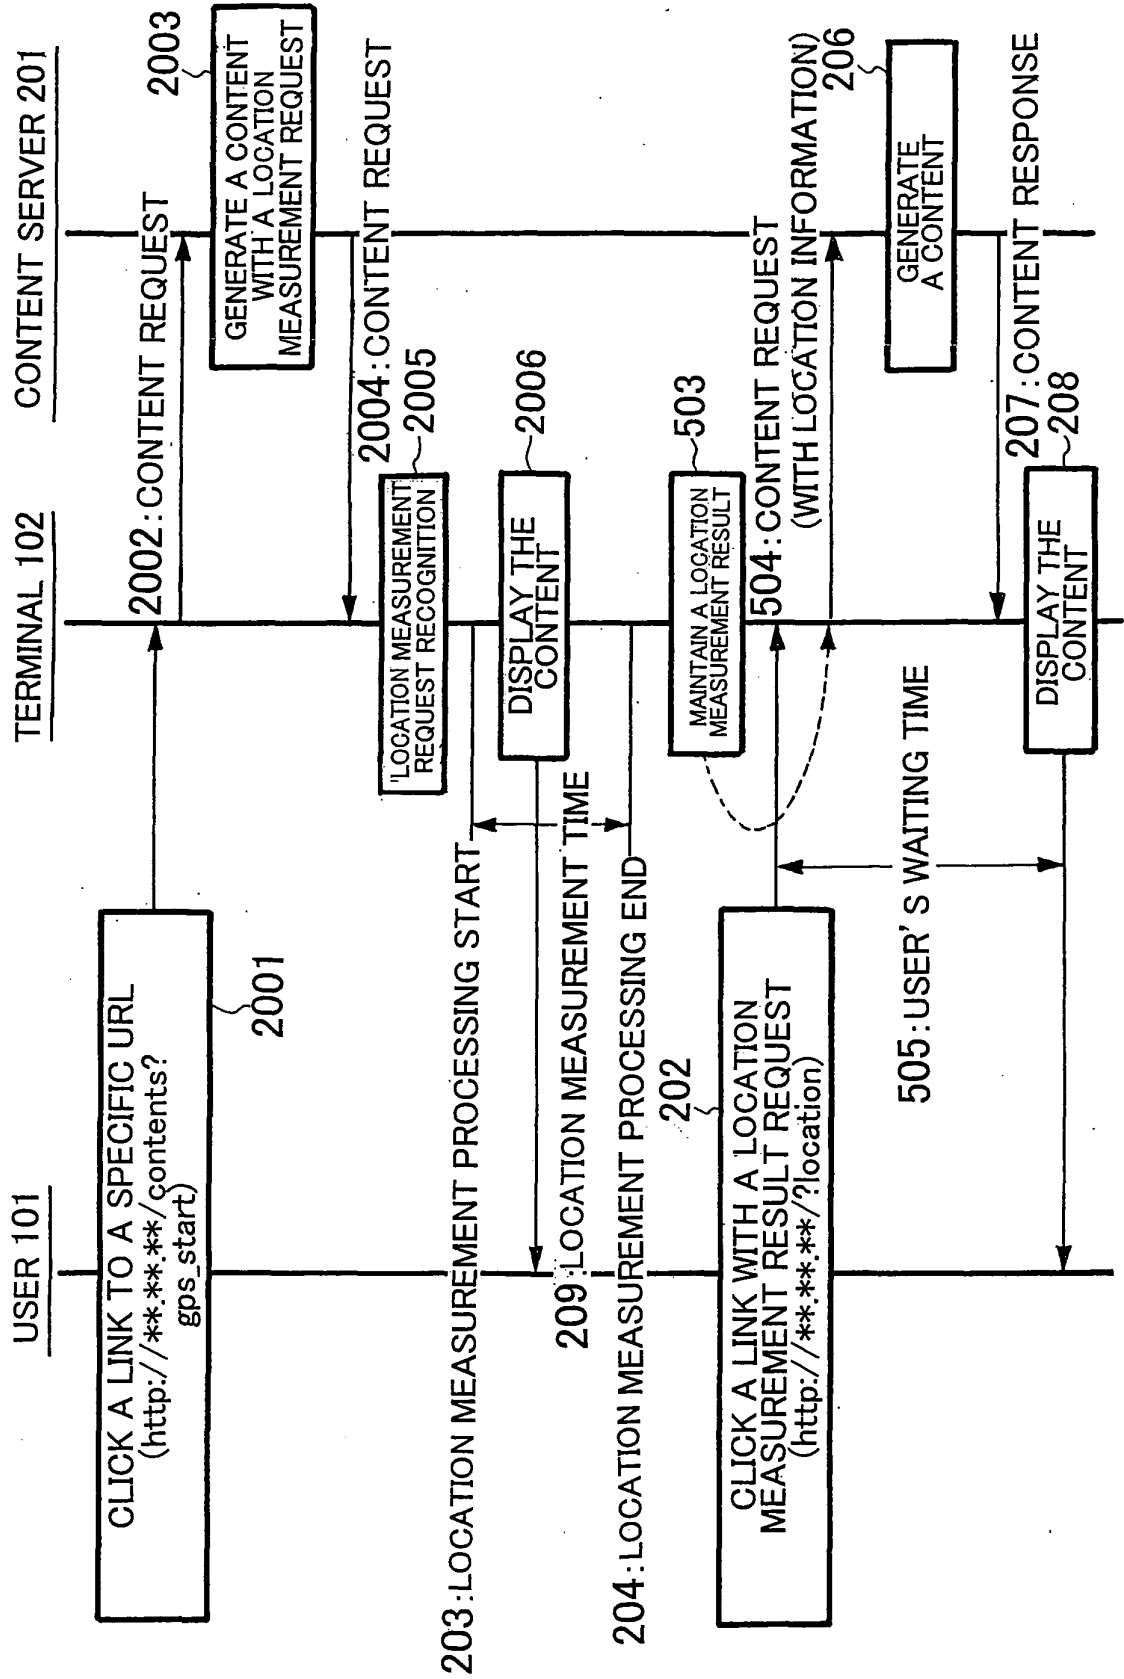 USER 101
TERMINAL 102
CONTENT SERVER 201
CLICK A LINK TO A SPECIFIC URL
(http://**.**.**/contents?
gps_start)
2001
2002:CONTENT REQUEST
2003
GENERATE A CONTENT
WITH A LOCATION
MEASUREMENT REQUEST
2004:CONTENT REQUEST
2005
LOCATION MEASUREMENT
REQUEST RECOGNITION
203:LOCATION MEASUREMENT PROCESSING START
2006
DISPLAY THE
CONTENT
209:LOCATION MEASUREMENT TIME
204:LOCATION MEASUREMENT PROCESSING END
503
MAINTAIN A LOCATION
MEASUREMENT RESULT
202
CLICK A LINK WITH A LOCATION
MEASUREMENT RESULT REQUEST
(http://**.**.**/?location)
504:CONTENT REQUEST
(WITH LOCATION INFORMATION)
206
GENERATE
A CONTENT
505:USER'S WAITING TIME
207:CONTENT RESPONSE
208
DISPLAY THE
CONTENT